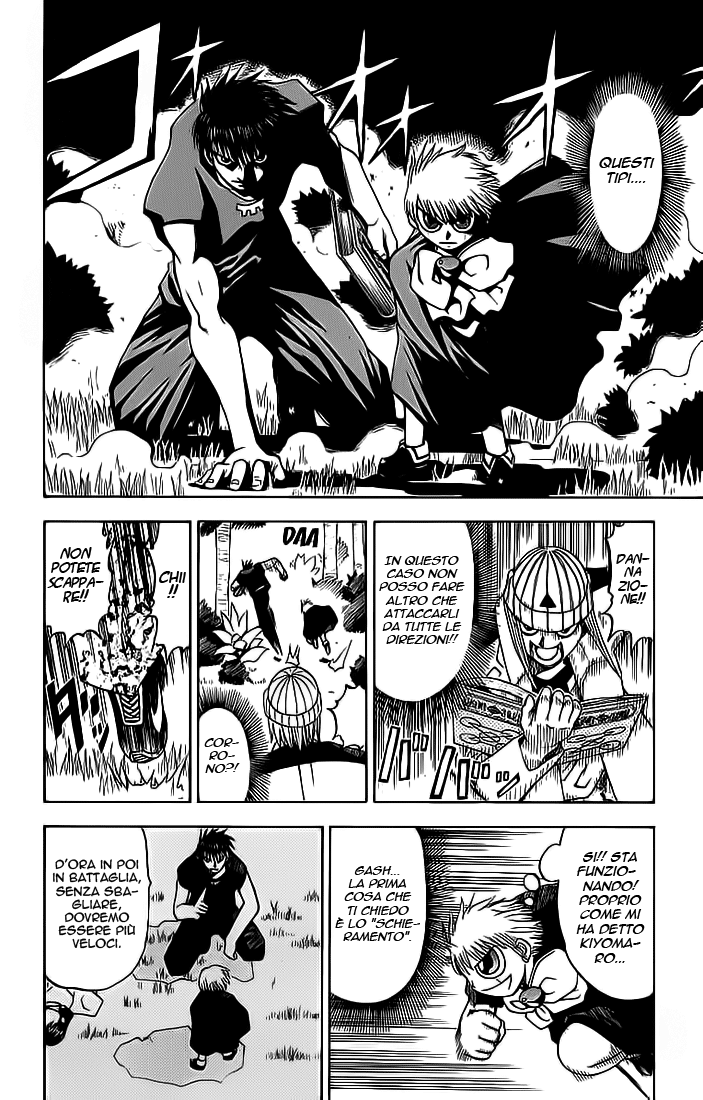 QUESTI
TIPI....
DAN-
NA
ZIO-
NE!!
IN QUESTO
CASO NON
POSSO FARE
ALTRO CHE
ATTACCARLI
DA TUTTE LE
DIREZIONI!!
DAA
COR-
RO-
NO?!
CHII
!!
NON
POTETE
SCAPPA-
RE!!
SI!! STA
FUNZIO-
NANDO!
PROPRIO
COME MI
HA DETTO
KIYOMA-
RO...
GASH...
LA PRIMA
COSA CHE
TI CHIEDO
È LO "SCHIE-
RAMENTO".
D'ORA IN POI
IN BATTAGLIA,
SENZA SBA-
GLIARE,
DOVREMO
ESSERE PIÙ
VELOCI.